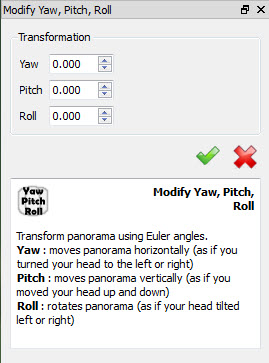 Modify Yaw, Pitch, Roll
Transformation
Yaw 0.000
Pitch 0.000
Roll 0.000
Yaw
Pitch
Roll
Modify Yaw, Pitch,
Roll
Transform panorama using Euler angles.
Yaw : moves panorama horizontally (as if you
turned your head to the left or right)
Pitch : moves panorama vertically (as if you
moved your head up and down)
Roll : rotates panorama (as if your head tilted
left or right)